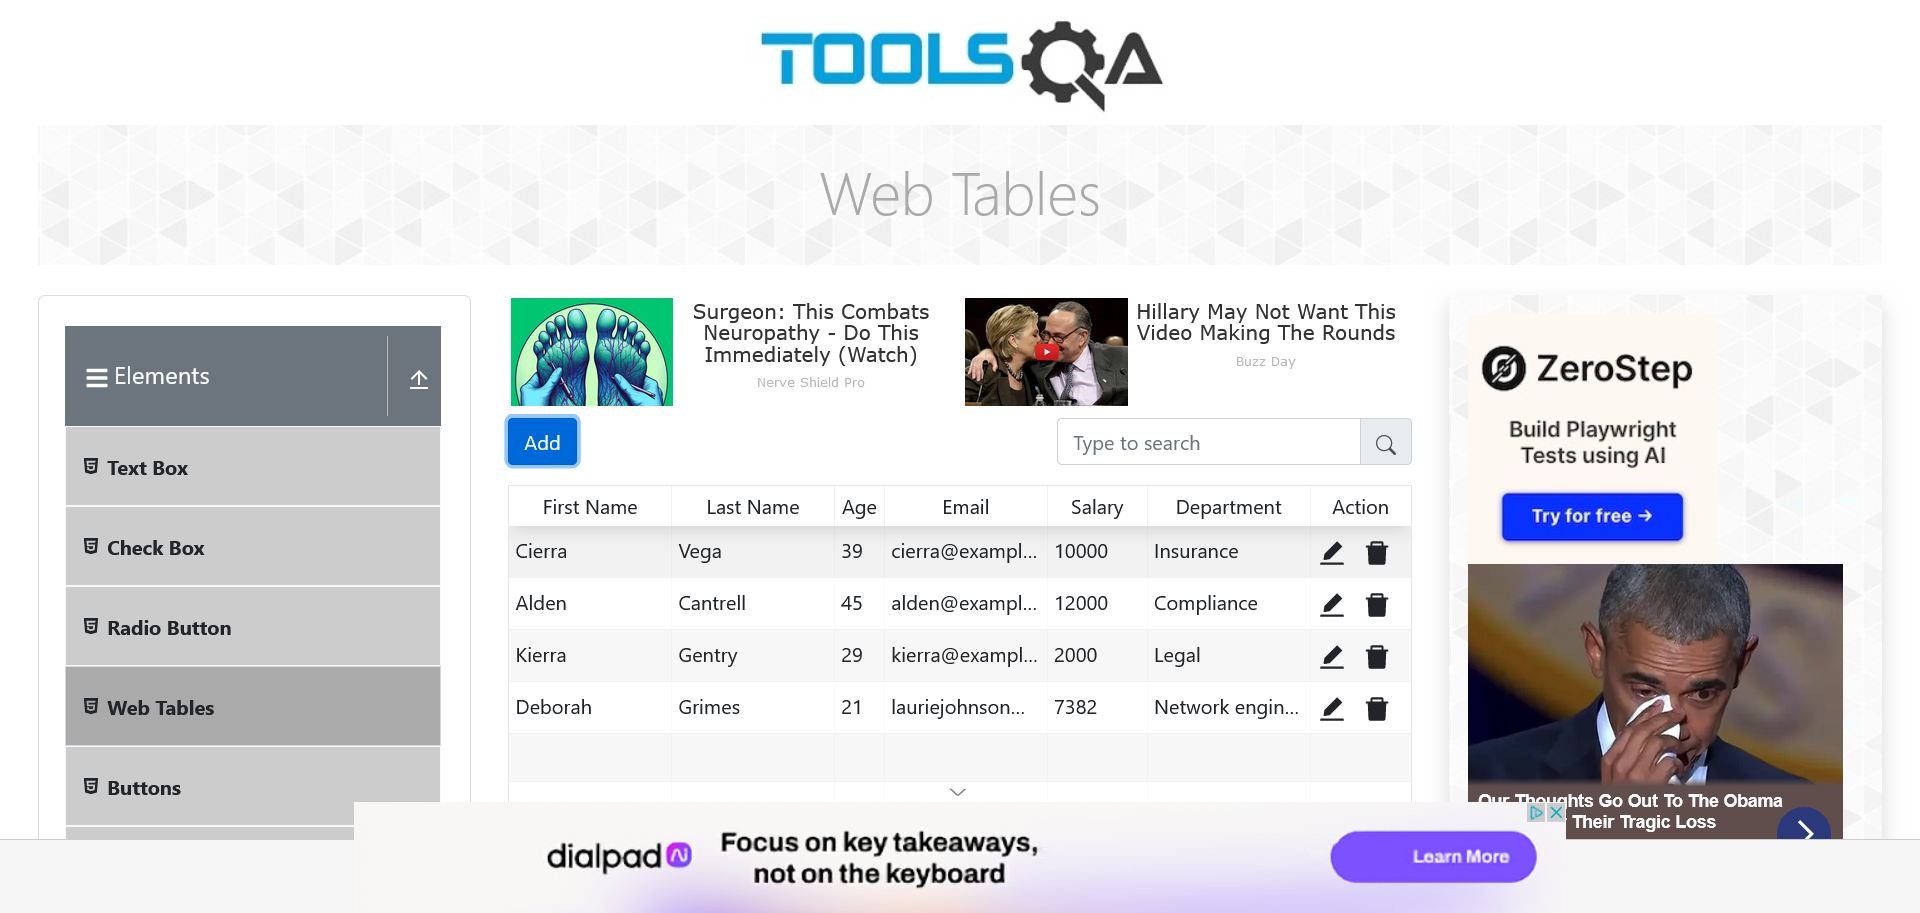 TOOLSQA
Web Tables
Elements
Text Box
Check Box
Radio Button
Web Tables
Buttons
Surgeon: This Combats
Neuropathy - Do This
Immediately (Watch)
Nerve Shield Pro
Hillary May Not Want This
Video Making The Rounds
Buzz Day
Add
Type to search
First Name Last Name Age Email Salary Department Action
Cierra Vega 39 cierra@exampl... 10000 Insurance
Alden Cantrell 45 alden@exampl... 12000 Compliance
Kierra Gentry 29 kierra@exampl... 2000 Legal
Deborah Grimes 21 lauriejohnson... 7382 Network engin...
ZeroStep
Build Playwright
Tests using AI
Try for free →
Our Thoughts Go Out To The Obama
Their Tragic Loss
dialpad Ai
Focus on key takeaways,
not on the keyboard
Learn More